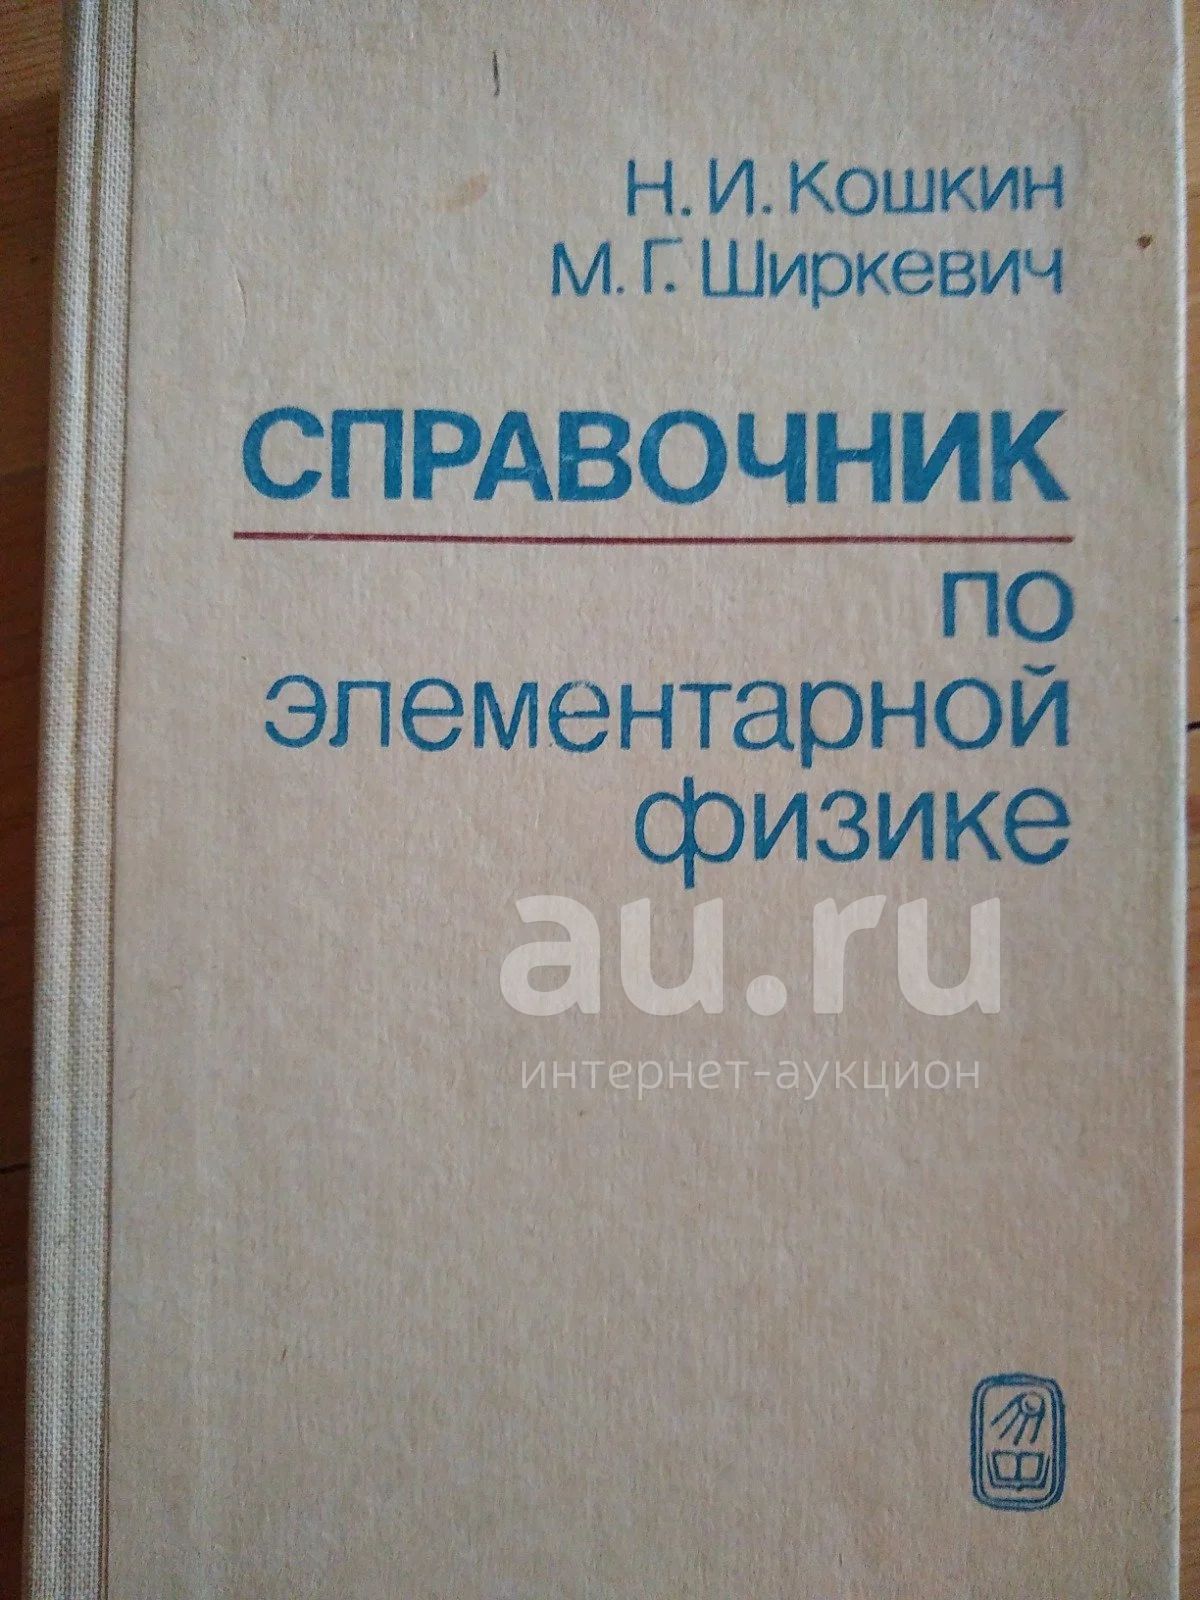 Н. И. Кошкин
М. Г. Ширкевич
СПРАВОЧНИК
по
элементарной
физике
au.ru
интернет-аукцион